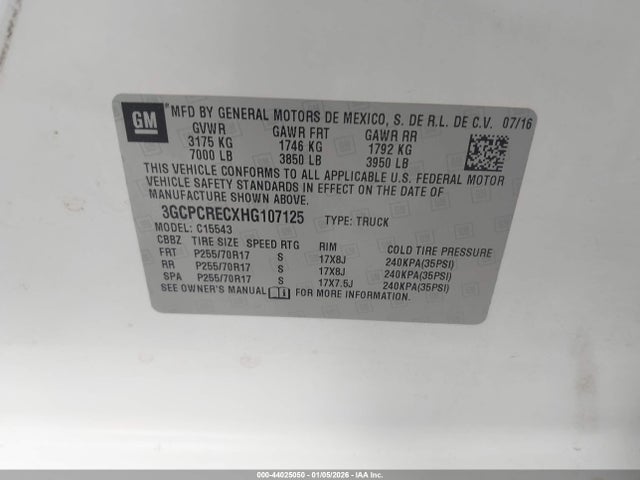 GM ® MFD BY GENERAL MOTORS DE MEXICO, S. DE R.L. DE C.V. 07/16
GVWR GAWR FRT GAWR RR
3175 KG 1746 KG 1792 KG
7000 LB 3850 LB 3950 LB
THIS VEHICLE CONFORMS TO ALL APPLICABLE U.S. FEDERAL MOTOR
VEHICLE SAFETY STANDARDS IN EFFECT ON THE DATE OF
MANUFACTURE SHOWN ABOVE.
3GCPCRECXHG107125 TYPE: TRUCK
MODEL: C15543
CBBZ TIRE SIZE SPEED RTG RIM COLD TIRE PRESSURE
FRT P255/70R17 S 17X8J 240KPA(35PSI)
RR P255/70R17 S 17X8J 240KPA(35PSI)
SPA P255/70R17 S 17X7.5J 240KPA(35PSI)
SEE OWNER'S MANUAL FOR MORE INFORMATION.
000-44025050 - 01/05/2026 - IAAI Inc.